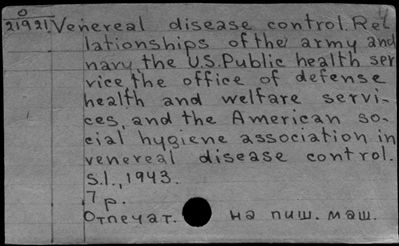 0
21921 Venereal disease control. Rel
lationships of the army and
navy, the U.S. Public health ser
vice, the office of defense
health and welfare servi-
ces, and the American so-
cial hygiene association in
venereal disease control.
S.l., 1943.
7 p.
Отпечат. на пиш. маш.